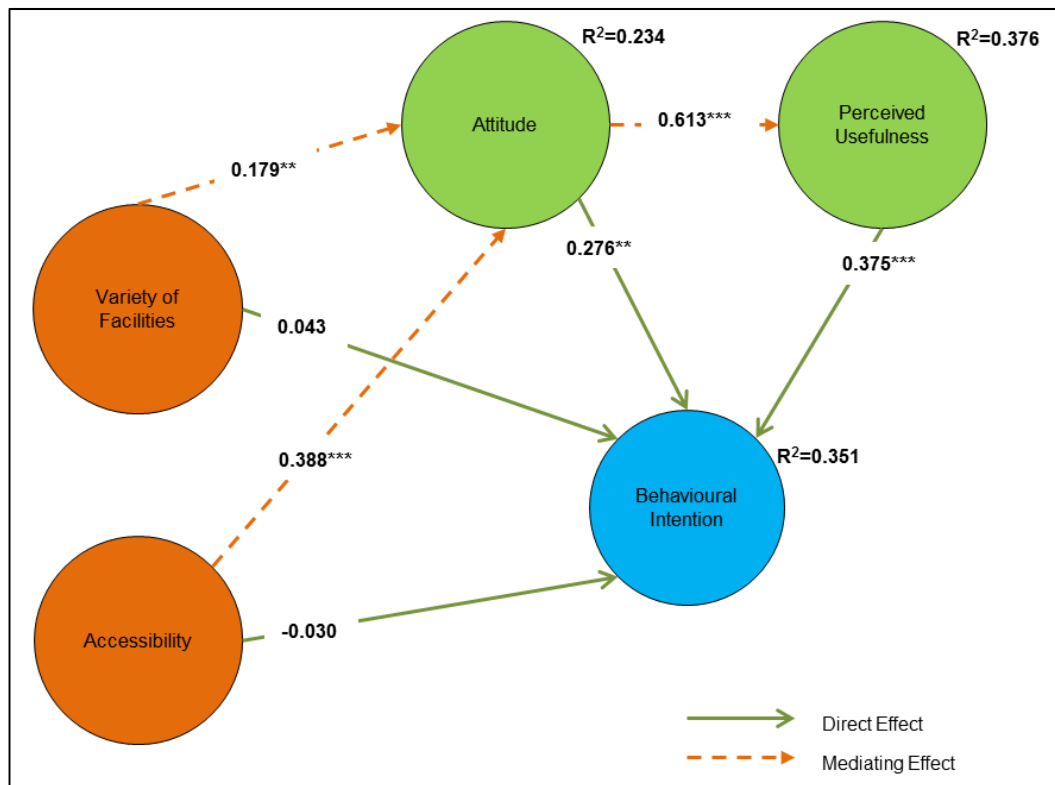 R²=0.234
R²=0.376
Attitude
0.613***
Perceived
Usefulness
0.179**
0.276**
0.375***
Variety of
Facilities
0.043
0.388***
R²=0.351
Behavioural
Intention
Accessibility
-0.030
Direct Effect
Mediating Effect